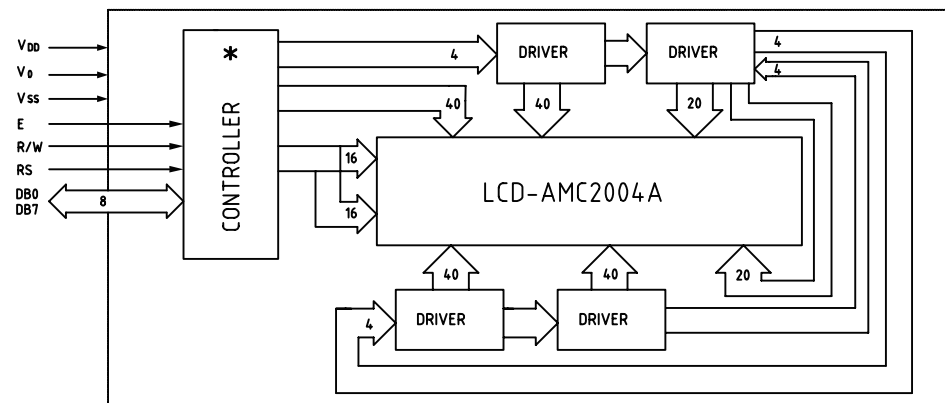 VDD
V0
VSS
E
R/W
RS
DB0
DB7
8
*
CONTROLLER
4
DRIVER
DRIVER
4
4
40
40
20
16
16
LCD-AMC2004A
40
40
20
4
DRIVER
DRIVER